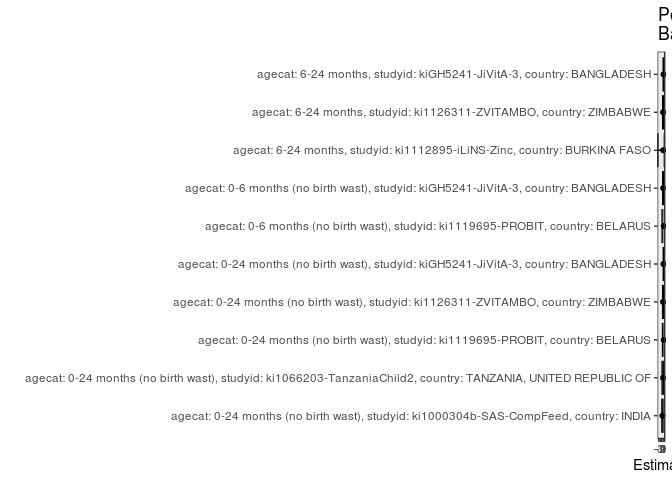 Po
Ba
agecat: 6-24 months, studyid: kiGH5241-JiVitA-3, country: BANGLADESH
agecat: 6-24 months, studyid: ki1126311-ZVITAMBO, country: ZIMBABWE
agecat: 6-24 months, studyid: ki1112895-iLiNS-Zinc, country: BURKINA FASO
agecat: 0-6 months (no birth wast), studyid: kiGH5241-JiVitA-3, country: BANGLADESH
agecat: 0-6 months (no birth wast), studyid: ki1119695-PROBIT, country: BELARUS
agecat: 0-24 months (no birth wast), studyid: kiGH5241-JiVitA-3, country: BANGLADESH
agecat: 0-24 months (no birth wast), studyid: ki1126311-ZVITAMBO, country: ZIMBABWE
agecat: 0-24 months (no birth wast), studyid: ki1119695-PROBIT, country: BELARUS
agecat: 0-24 months (no birth wast), studyid: ki1066203-TanzaniaChild2, country: TANZANIA, UNITED REPUBLIC OF
agecat: 0-24 months (no birth wast), studyid: ki1000304b-SAS-CompFeed, country: INDIA
Estima